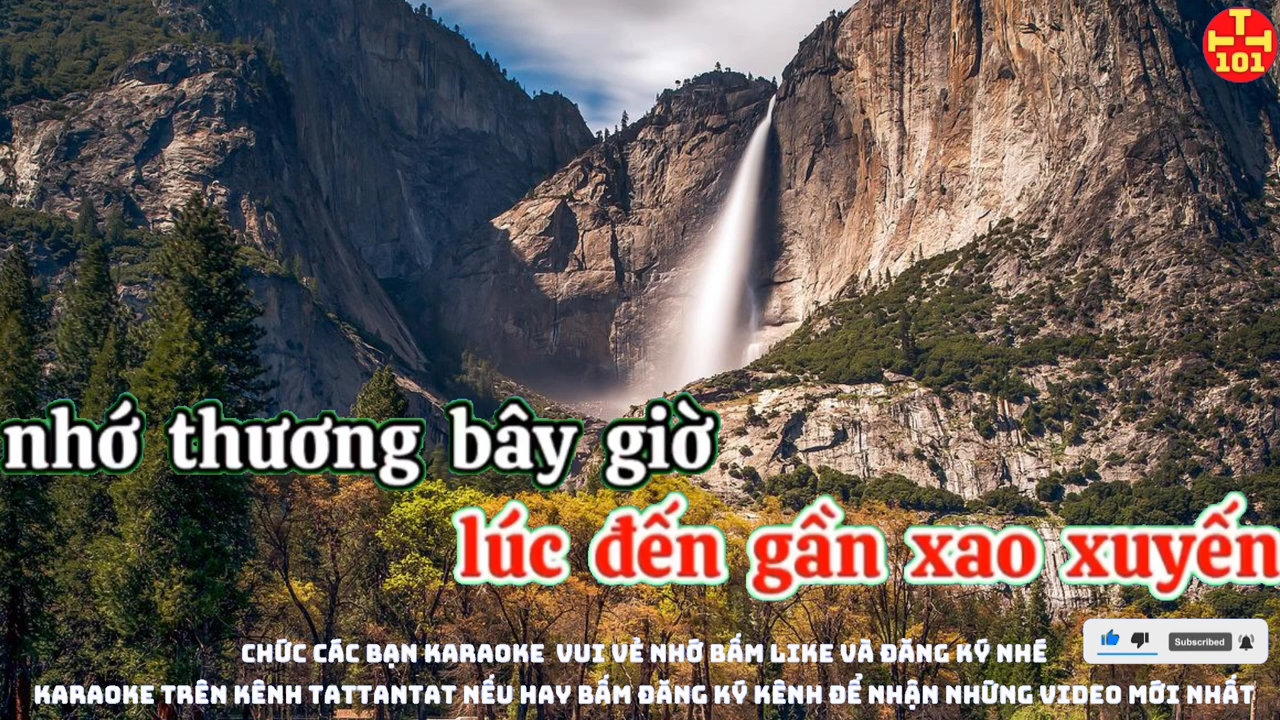 T
T T
101
nhớ thương bây giờ
lúc đến gần xao xuyến
Subscribed
CHỨC CÁC BẠN KARAOKE VUI VẺ NHỚ BẤM LIKE VÀ ĐĂNG KÝ NHÉ
KARAOKE TRÊN KÊNH TATTANTAT NẾU HAY BẤM ĐĂNG KÝ KÊNH ĐỂ NHẬN NHỮNG VIDEO MỚI NHẤT